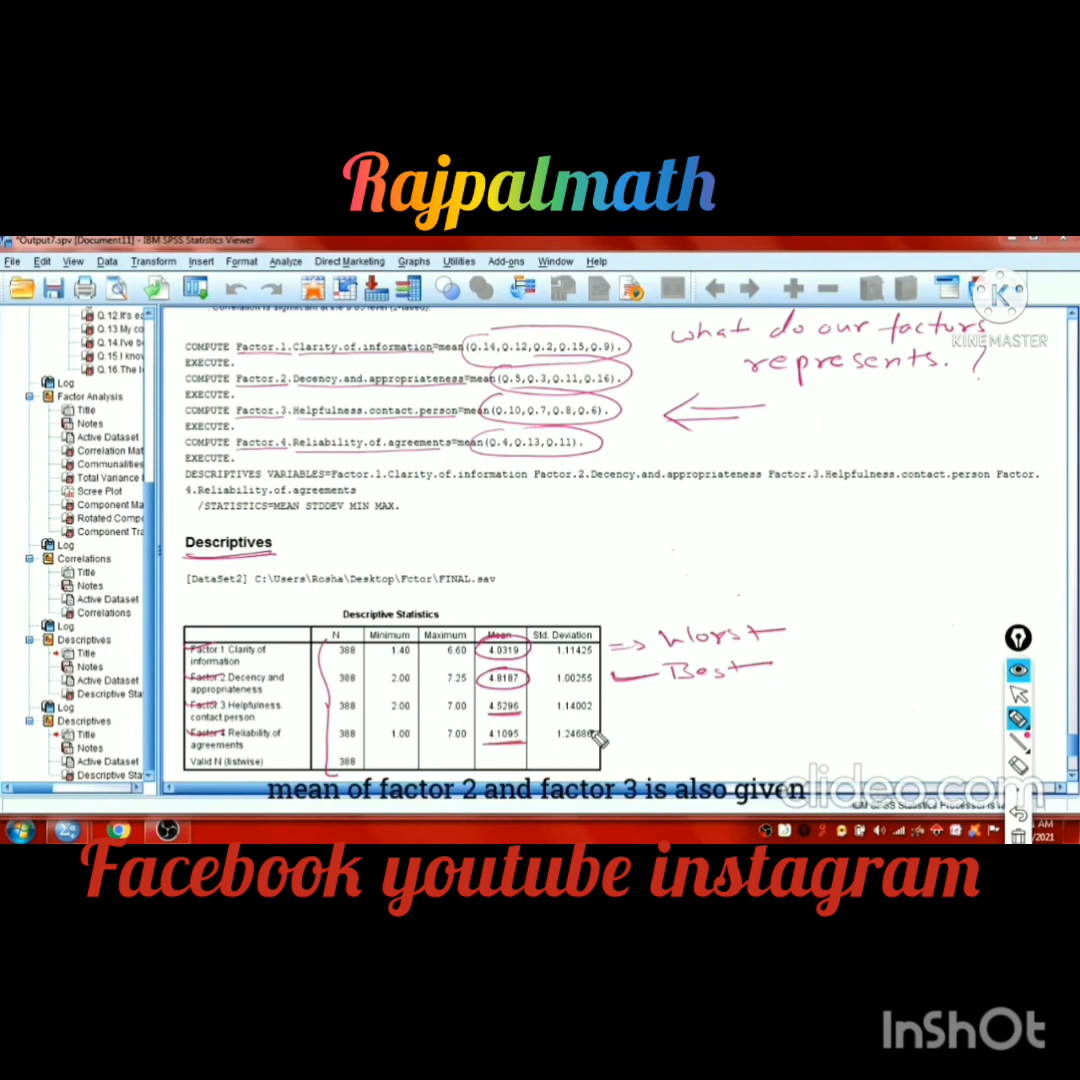 Rajpalmath
*Output7.spv [Document11] - IBM SPSS Statistics Viewer
File Edit View Data Transform Insert Format Analyze Direct Marketing Graphs Utilities Add-ons Window Help
K
KINEMASTER
Q.12.It's ea
Q.13.My co
Q.14.I've b
Q.15 I know
Q.16.The i
Log
Factor Analysis
Title
Notes
Active Dataset
Correlation Mat
Communalities
Total Variance
Scree Plot
Component Ma
Rotated Compo
Component Tra
Log
Correlations
Title
Notes
Active Dataset
Correlations
Log
Descriptives
Title
Notes
Active Dataset
Descriptive Sta
Log
Descriptives
Title
Notes
Active Dataset
Descriptive Sta
what do our factors
represents. ?
COMPUTE Factor.1.Clarity.of.information=mean(Q.14,Q.12,Q.2,Q.15,Q.9).
EXECUTE.
COMPUTE Factor.2.Decency.and.appropriateness=mean(Q.5,Q.3,Q.11,Q.16).
EXECUTE.
COMPUTE Factor.3.Helpfulness.contact.person=mean(Q.10,Q.7,Q.8,Q.6).
EXECUTE.
COMPUTE Factor.4.Reliability.of.agreements=mean(Q.4,Q.13,Q.11).
EXECUTE.
DESCRIPTIVES VARIABLES=Factor.1.Clarity.of.information Factor.2.Decency.and.appropriateness Factor.3.Helpfulness.contact.person Factor.
4.Reliability.of.agreements
/STATISTICS=MEAN STDDEV MIN MAX.
Descriptives
[DataSet2] C:\Users\Rosha\Desktop\Fctor\FINAL.sav
Descriptive Statistics
N Minimum Maximum Mean Std. Deviation
Factor 1 Clarity of information 388 1.40 6.60 4.0319 1.11425
Factor 2 Decency and appropriateness 388 2.00 7.25 4.8187 1.00255
Factor 3 Helpfulness contact person 388 2.00 7.00 4.5296 1.14002
Factor 4 Reliability of agreements 388 1.00 7.00 4.1095 1.24686
Valid N (listwise) 388
=> Worst
Best
mean of factor 2 and factor 3 is also given
clideo.com
AM
/2021
Facebook youtube instagram
InShOt